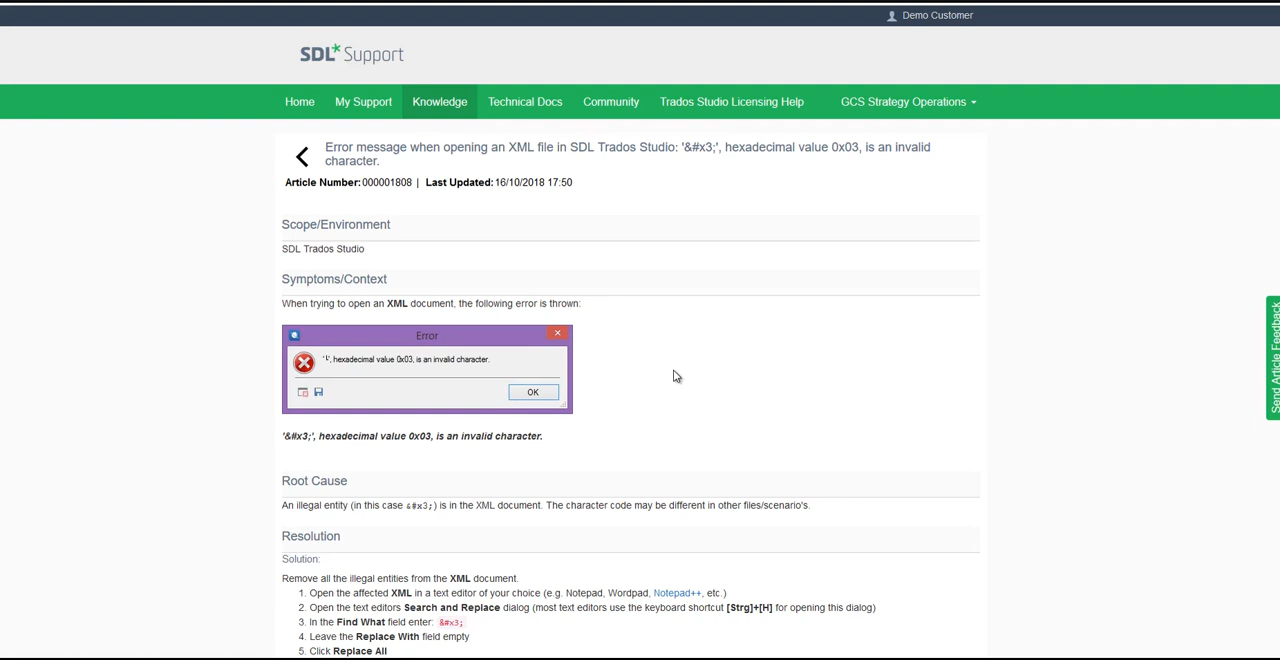 Demo Customer
SDL* Support
Home My Support Knowledge Technical Docs Community Trados Studio Licensing Help GCS Strategy Operations
Error message when opening an XML file in SDL Trados Studio: '&#x3;', hexadecimal value 0x03, is an invalid
character.
Article Number: 000001808 | Last Updated: 16/10/2018 17:50
Scope/Environment
SDL Trados Studio
Symptoms/Context
When trying to open an XML document, the following error is thrown:
Error
'└', hexadecimal value 0x03, is an invalid character.
OK
'&#x3;', hexadecimal value 0x03, is an invalid character.
Root Cause
An illegal entity (in this case &#x3;) is in the XML document. The character code may be different in other files/scenario's.
Resolution
Solution:
Remove all the illegal entities from the XML document.
1. Open the affected XML in a text editor of your choice (e.g. Notepad, Wordpad, Notepad++, etc.)
2. Open the text editors Search and Replace dialog (most text editors use the keyboard shortcut [Strg]+[H] for opening this dialog)
3. In the Find What field enter: &#x3;
4. Leave the Replace With field empty
5. Click Replace All
Send Article Feedback